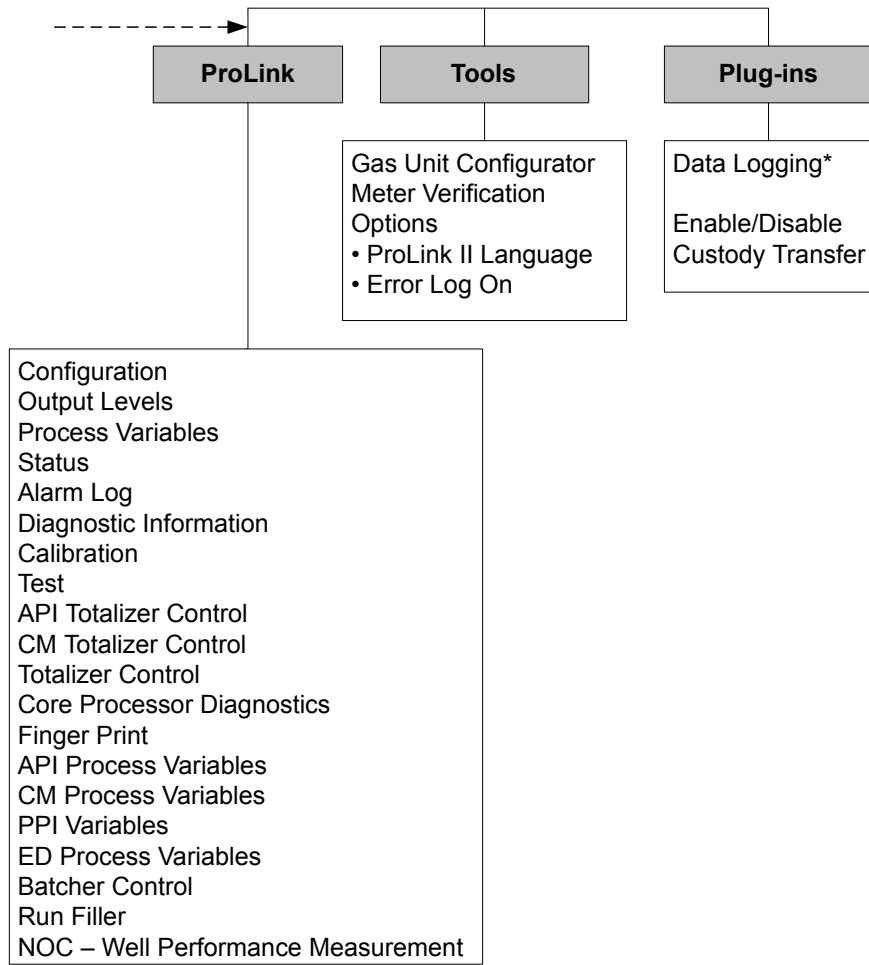 ProLink
Tools
Plug-ins
Gas Unit Configurator
Meter Verification
Options
• ProLink II Language
• Error Log On
Data Logging*
Enable/Disable
Custody Transfer
Configuration
Output Levels
Process Variables
Status
Alarm Log
Diagnostic Information
Calibration
Test
API Totalizer Control
CM Totalizer Control
Totalizer Control
Core Processor Diagnostics
Finger Print
API Process Variables
CM Process Variables
PPI Variables
ED Process Variables
Batcher Control
Run Filler
NOC – Well Performance Measurement